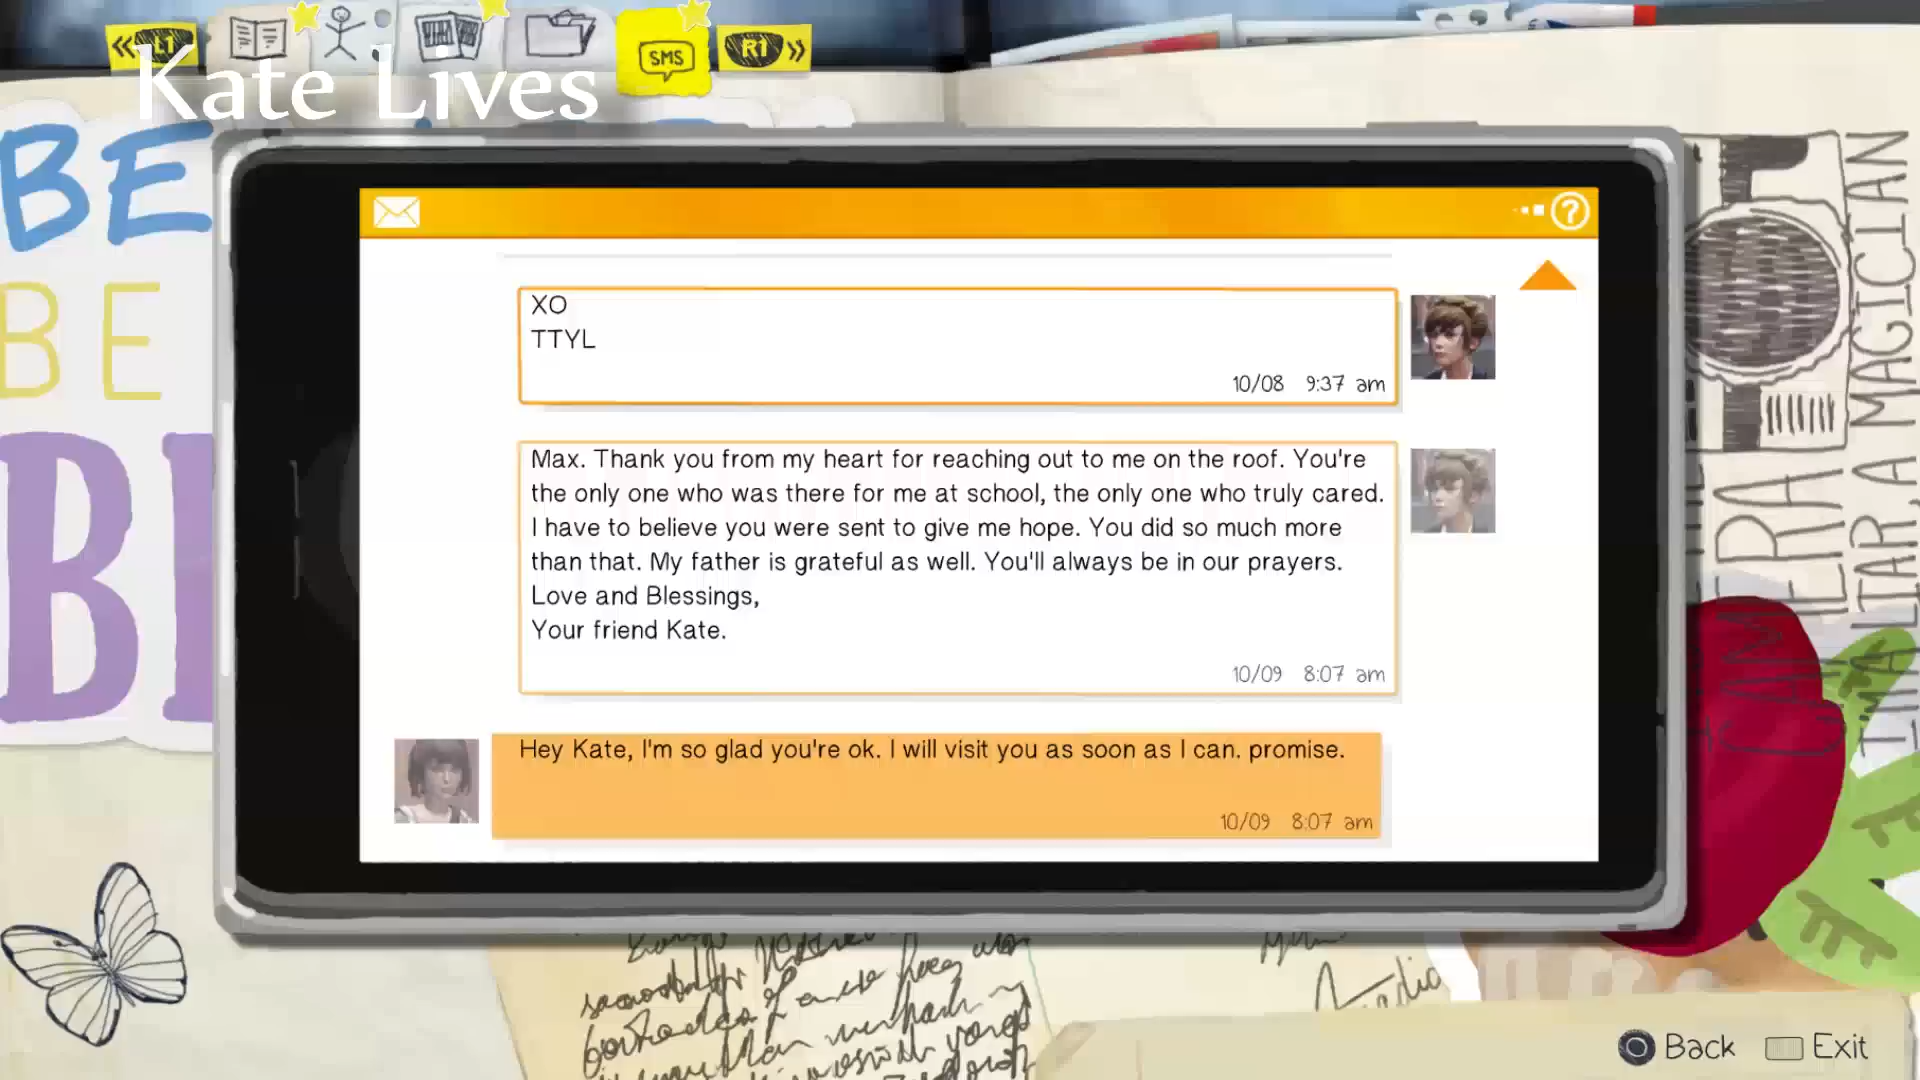 L1
SMS
R1
Kate Lives
BE
BE
XO
TTYL
10/08 9:37 am
Max. Thank you from my heart for reaching out to me on the roof. You're
the only one who was there for me at school, the only one who truly cared.
I have to believe you were sent to give me hope. You did so much more
than that. My father is grateful as well. You'll always be in our prayers.
Love and Blessings,
Your friend Kate.
10/09 8:07 am
Hey Kate, I'm so glad you're ok. I will visit you as soon as I can. promise.
10/09 8:07 am
Back
Exit